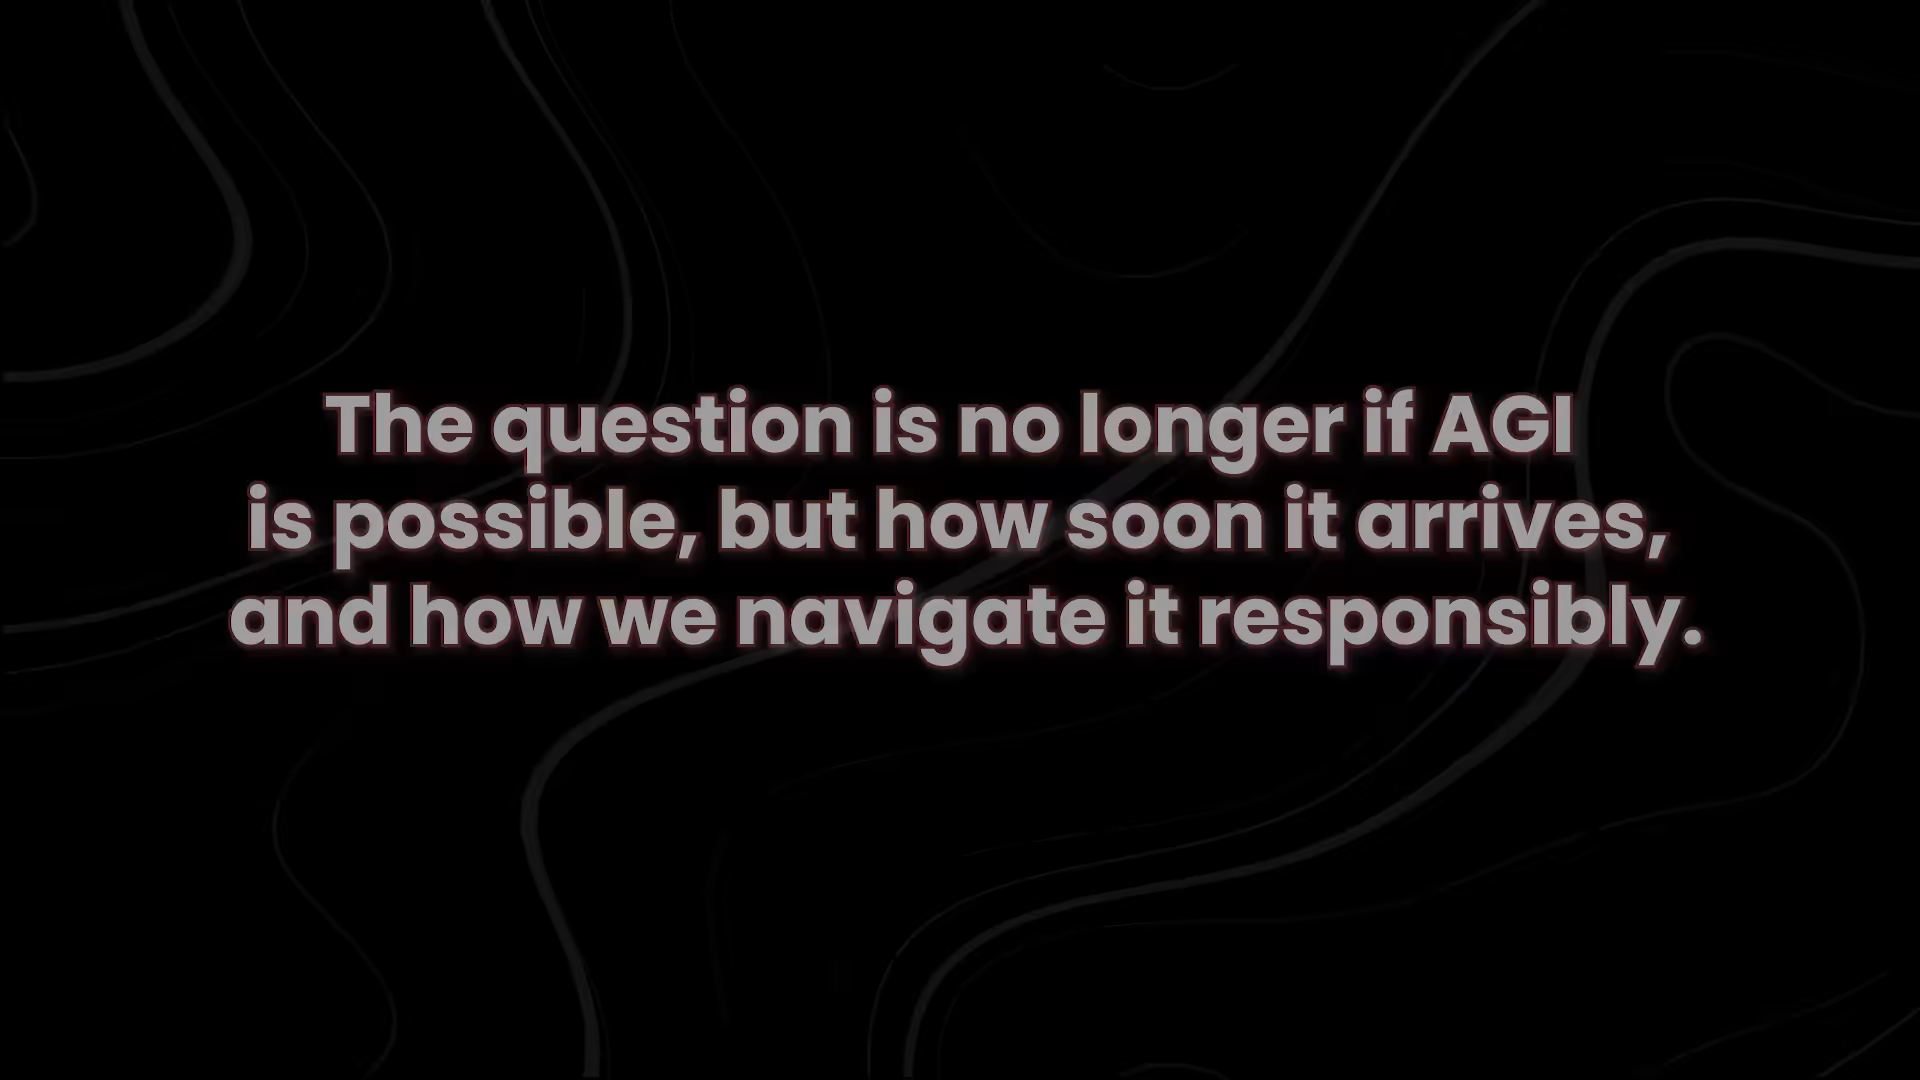 The question is no longer if AGI
is possible, but how soon it arrives,
and how we navigate it responsibly.